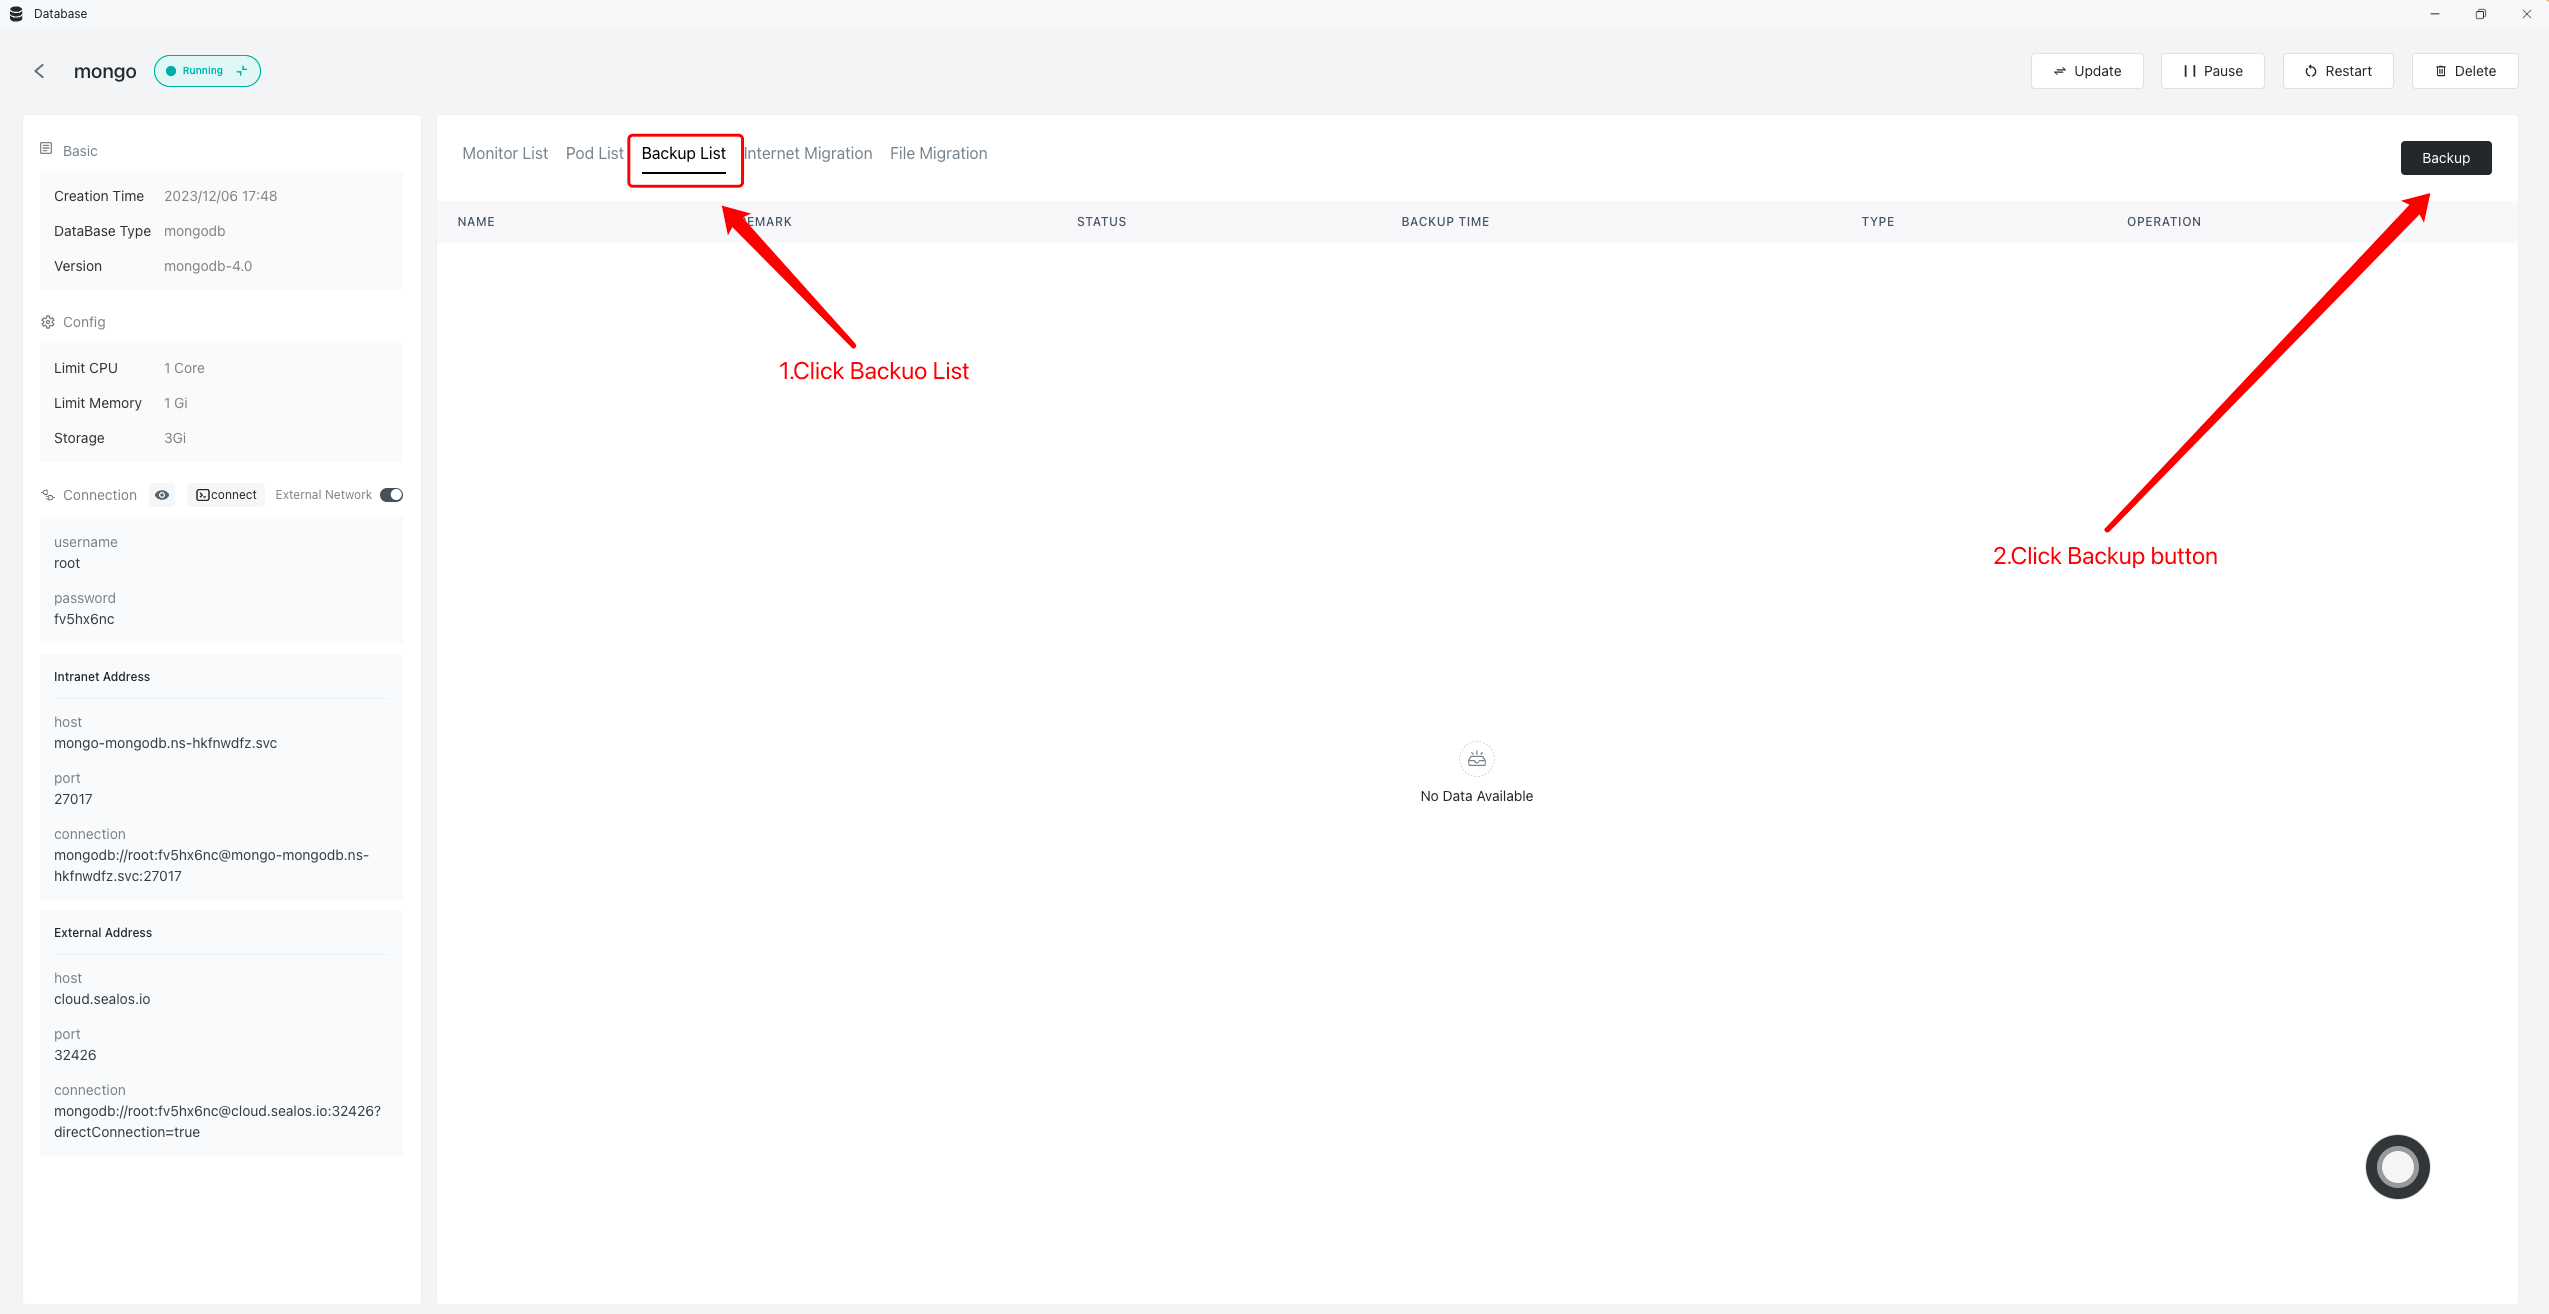 Database
mongo
Running
Update
Pause
Restart
Delete
Basic
Creation Time 2023/12/06 17:48
DataBase Type mongodb
Version mongodb-4.0
Config
Limit CPU 1 Core
Limit Memory 1 Gi
Storage 3Gi
Connection
connect
External Network
username
root
password
fv5hx6nc
Intranet Address
host
mongo-mongodb.ns-hkfnwdfz.svc
port
27017
connection
mongodb://root:fv5hx6nc@mongo-mongodb.ns-
hkfnwdfz.svc:27017
External Address
host
cloud.sealos.io
port
32426
connection
mongodb://root:fv5hx6nc@cloud.sealos.io:32426?
directConnection=true
Monitor List Pod List Backup List Internet Migration File Migration
Backup
NAME EMARK STATUS BACKUP TIME TYPE OPERATION
1.Click Backuo List
2.Click Backup button
No Data Available